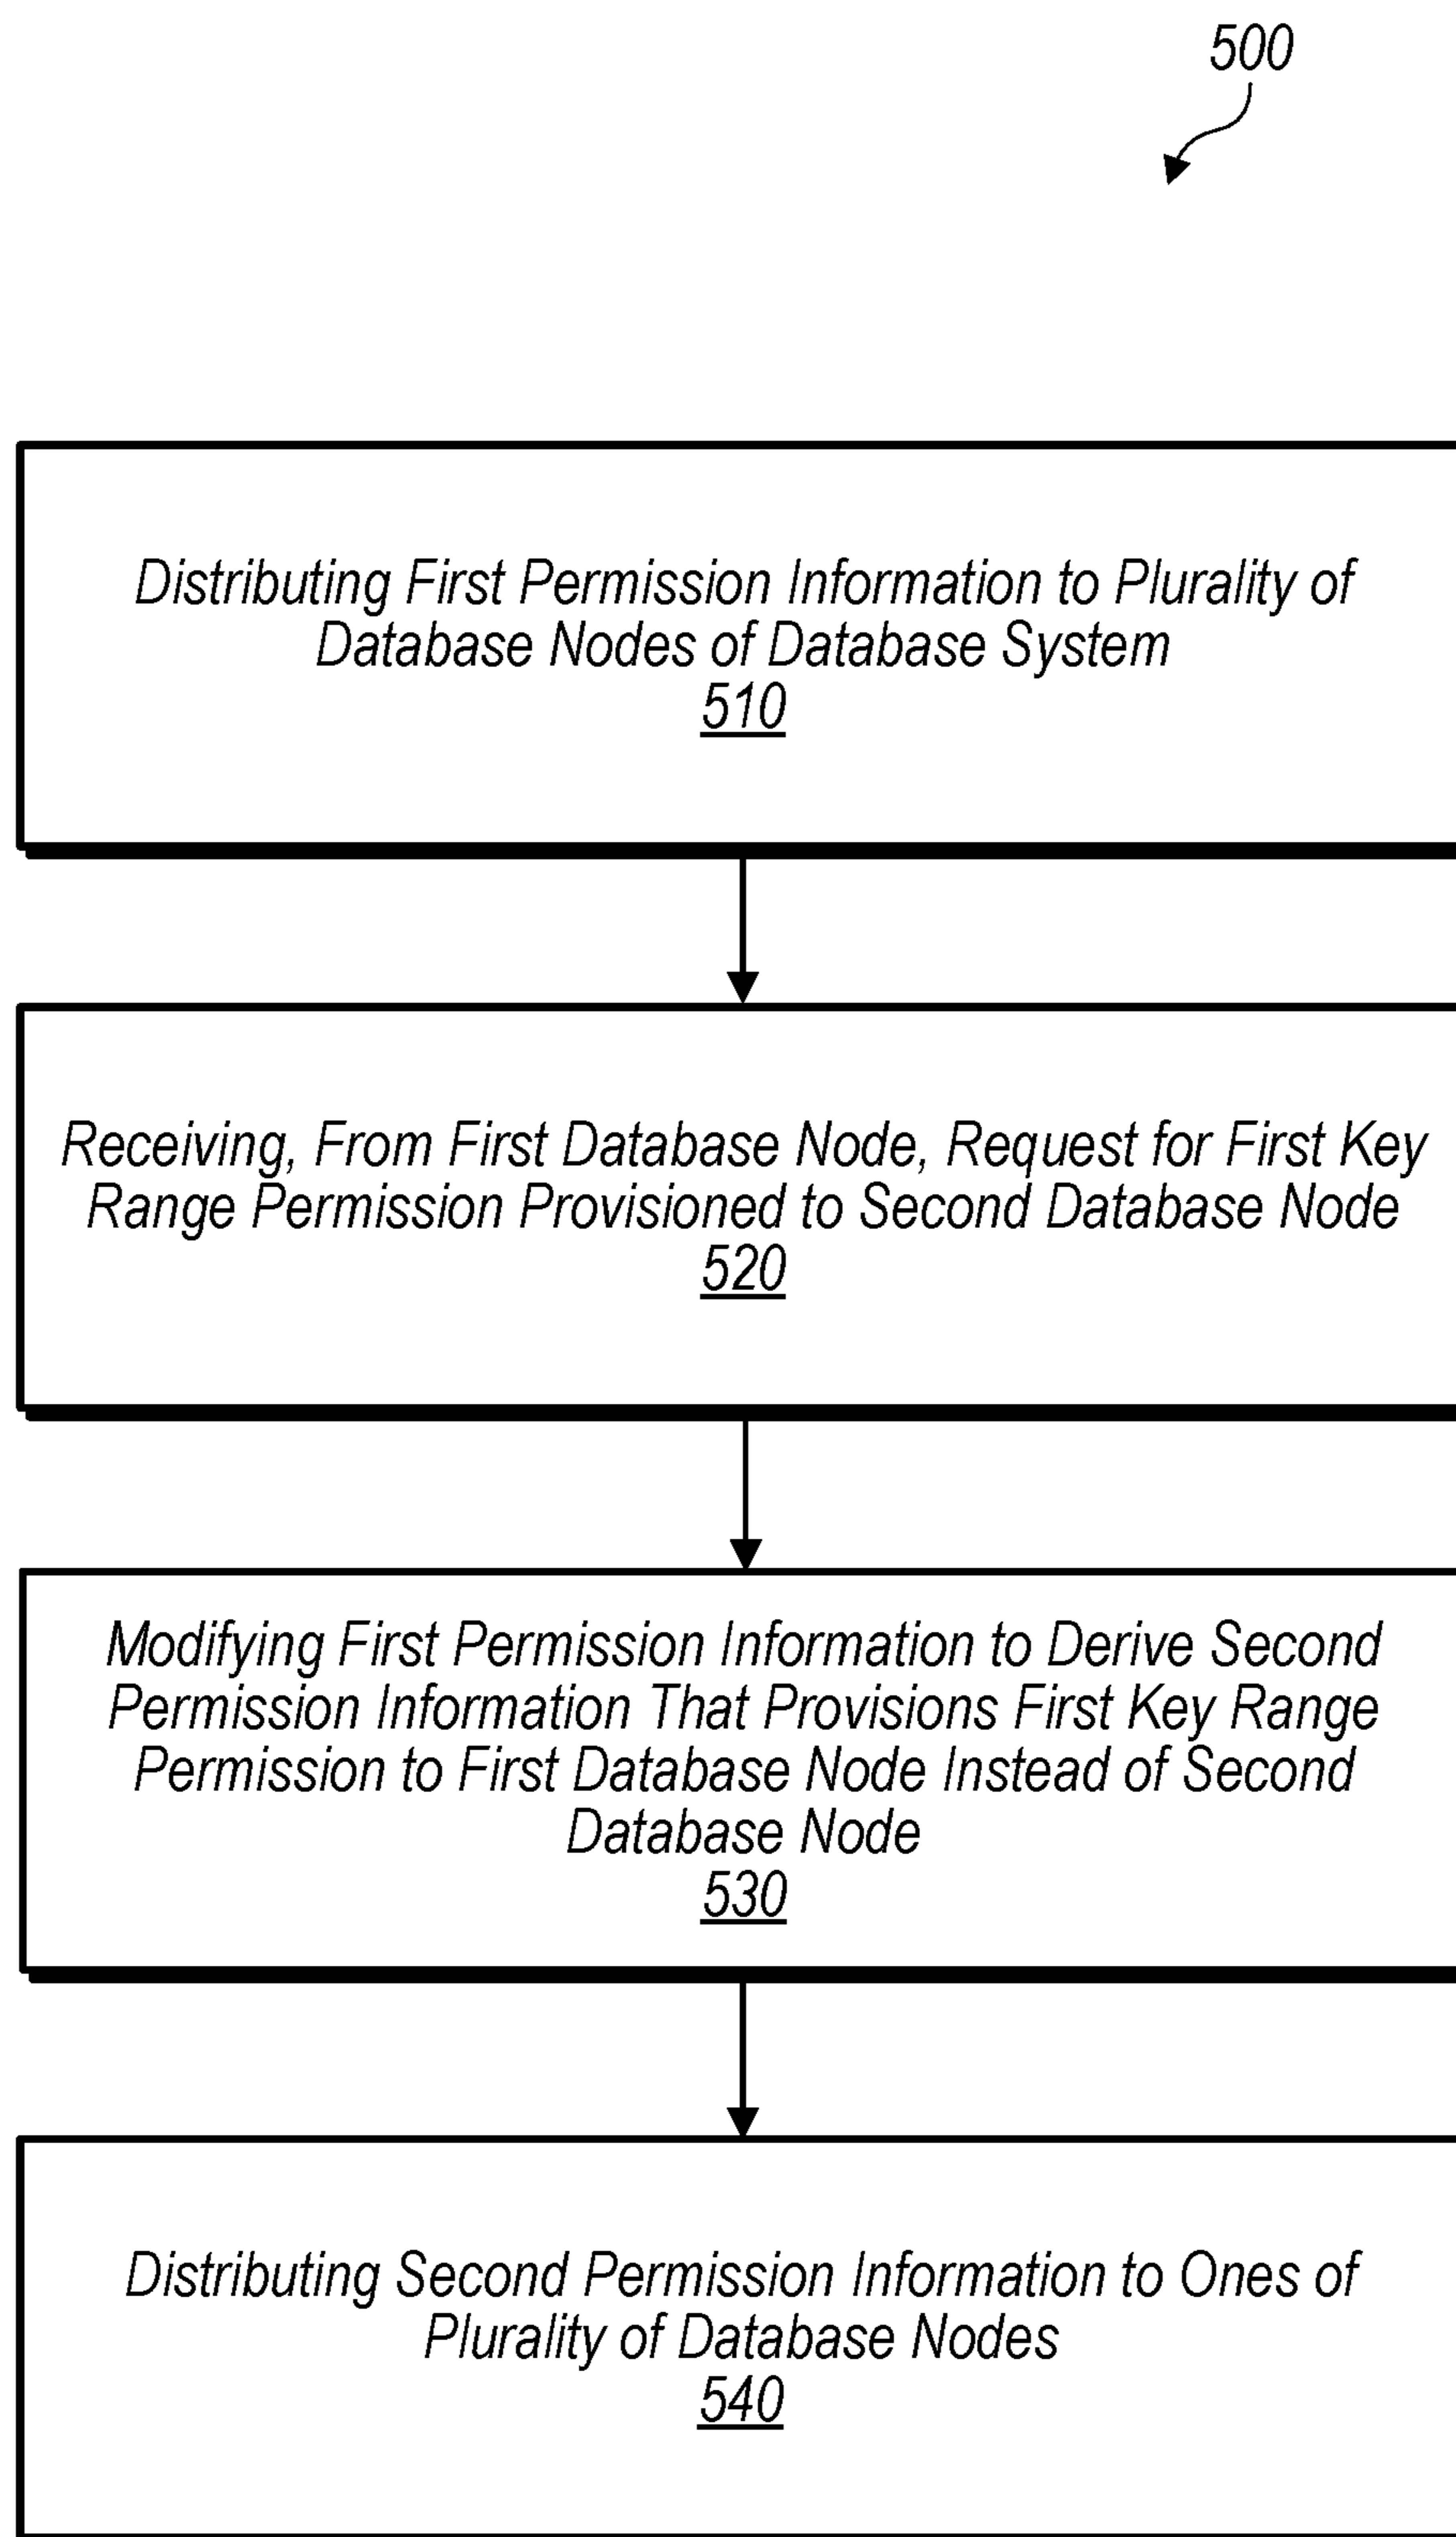 500
Distributing First Permission Information to Plurality of
Database Nodes of Database System
510
Receiving, From First Database Node, Request for First Key
Range Permission Provisioned to Second Database Node
520
Modifying First Permission Information to Derive Second
Permission Information That Provisions First Key Range
Permission to First Database Node Instead of Second
Database Node
530
Distributing Second Permission Information to Ones of
Plurality of Database Nodes
540